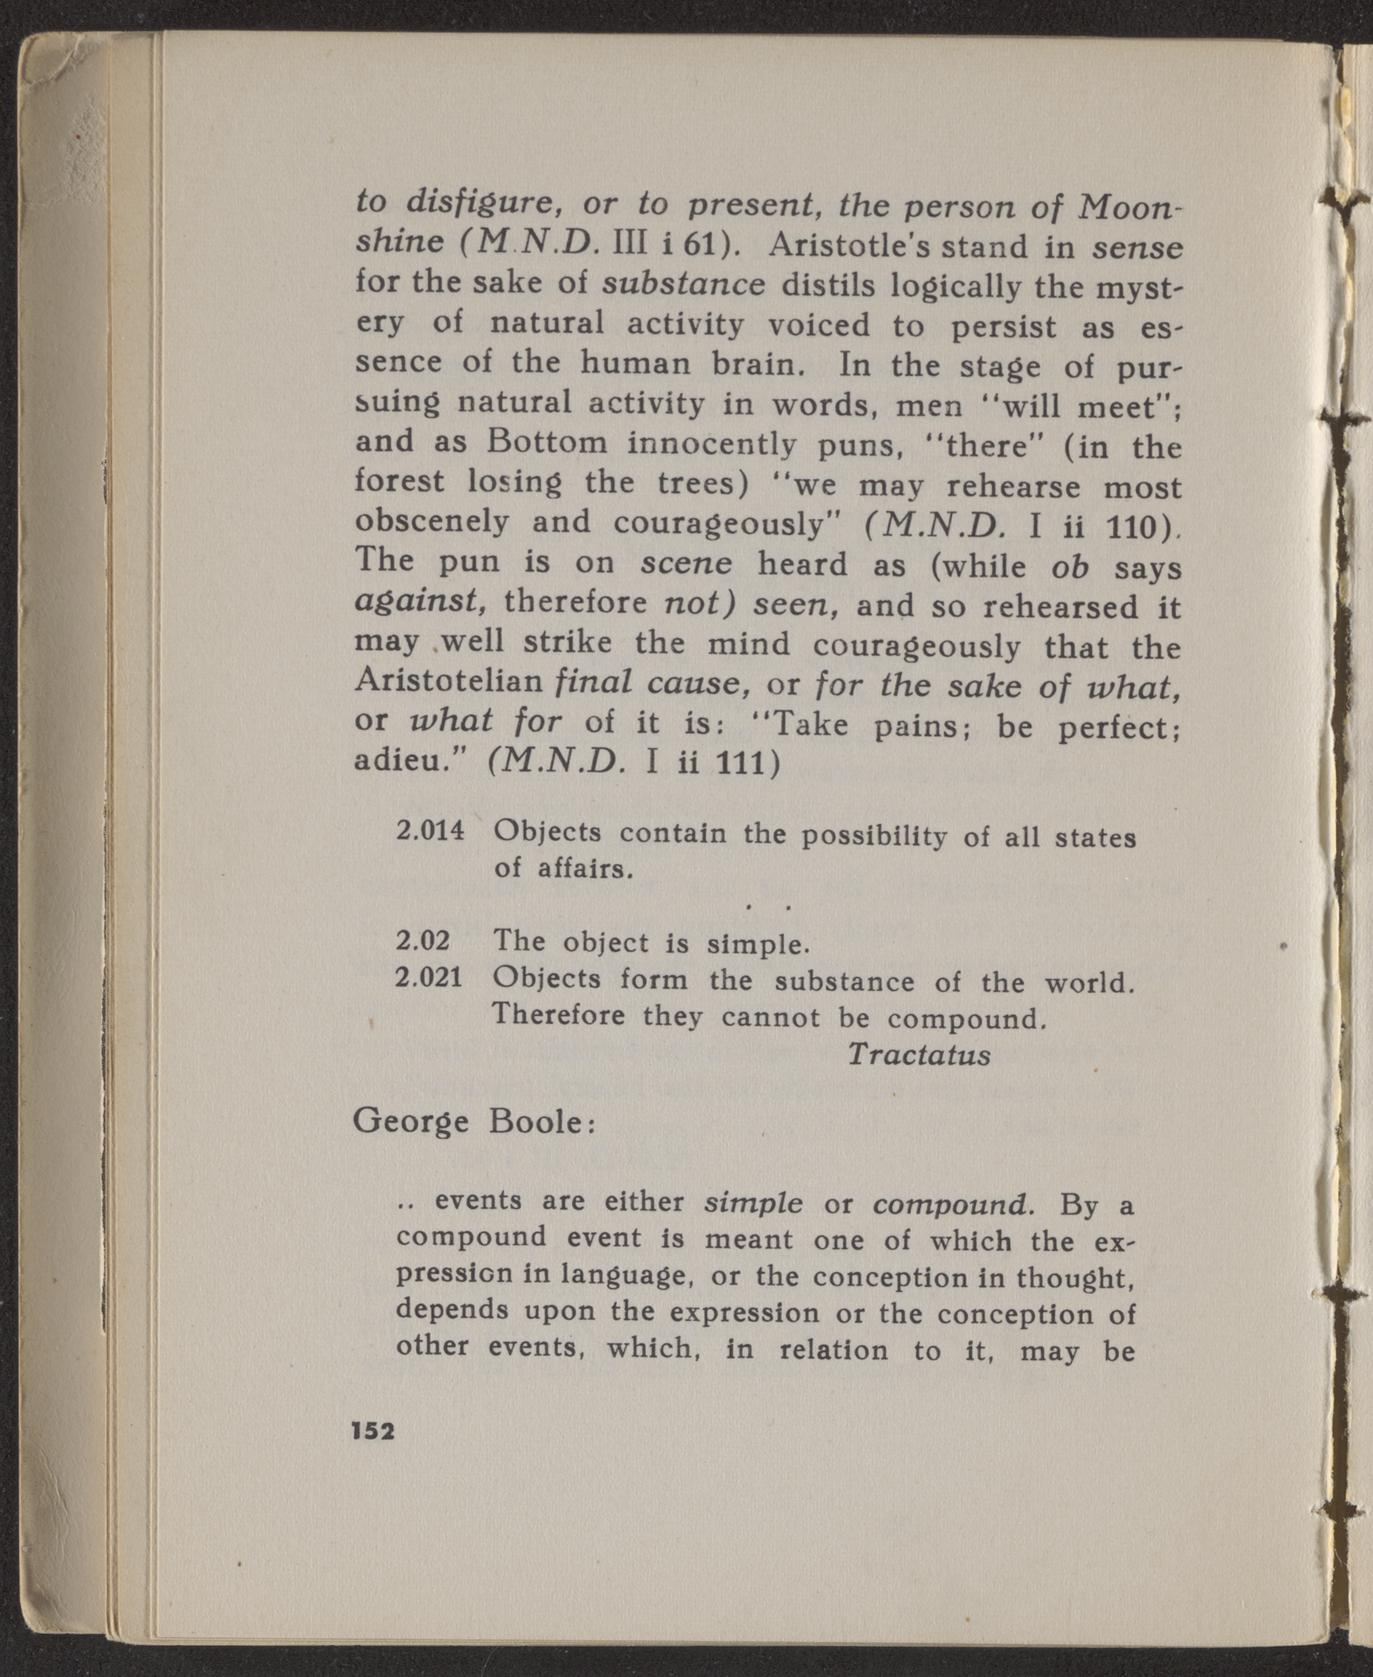 to disfigure, or to present, the person of Moon-
shine (M.N.D. III i 61). Aristotle's stand in sense
for the sake of substance distils logically the myst-
ery of natural activity voiced to persist as es-
sence of the human brain. In the stage of pur-
suing natural activity in words, men "will meet";
and as Bottom innocently puns, "there" (in the
forest losing the trees) "we may rehearse most
obscenely and courageously" (M.N.D. I ii 110).
The pun is on scene heard as (while ob says
against, therefore not) seen, and so rehearsed it
may well strike the mind courageously that the
Aristotelian final cause, or for the sake of what,
or what for of it is: "Take pains; be perfect;
adieu." (M.N.D. I ii 111)
2.014 Objects contain the possibility of all states
of affairs.
. .
2.02 The object is simple.
2.021 Objects form the substance of the world.
Therefore they cannot be compound.
Tractatus
George Boole:
.. events are either simple or compound. By a
compound event is meant one of which the ex-
pression in language, or the conception in thought,
depends upon the expression or the conception of
other events, which, in relation to it, may be
152